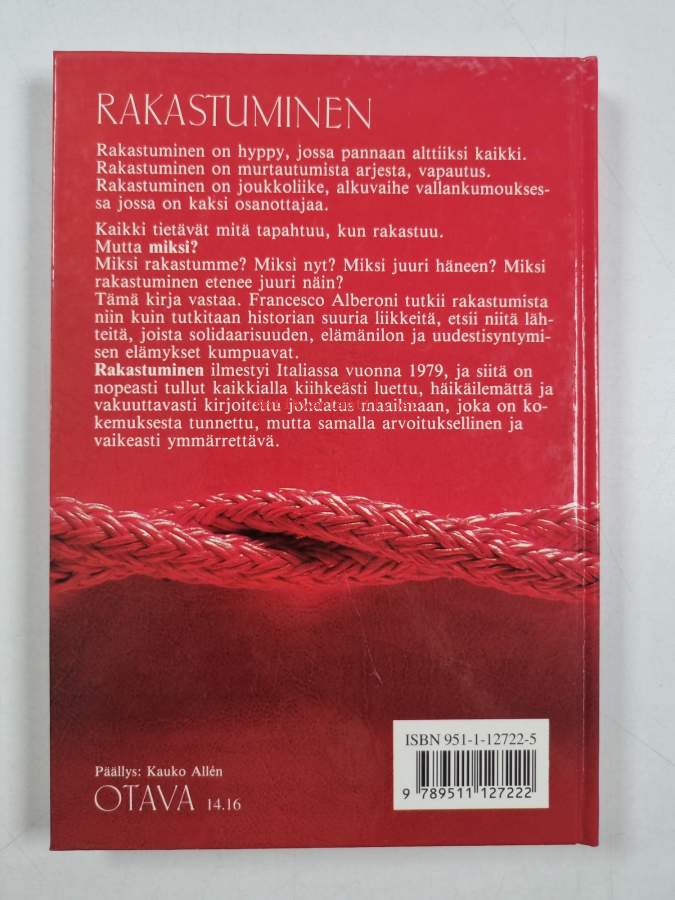 RAKASTUMINEN
Rakastuminen on hyppy, jossa pannaan alttiiksi kaikki.
Rakastuminen on murtautumista arjesta, vapautus.
Rakastuminen on joukkoliike, alkuvaihe vallankumoukses-
sa jossa on kaksi osanottajaa.
Kaikki tietävät mitä tapahtuu, kun rakastuu.
Mutta miksi?
Miksi rakastumme? Miksi nyt? Miksi juuri häneen? Miksi
rakastuminen etenee juuri näin?
Tämä kirja vastaa. Francesco Alberoni tutkii rakastumista
niin kuin tutkitaan historian suuria liikkeitä, etsii niitä läh-
teitä, joista solidaarisuuden, elämänilon ja uudestisyntymi-
sen elämykset kumpuavat.
Rakastuminen ilmestyi Italiassa vuonna 1979, ja siitä on
nopeasti tullut kaikkialla kiihkeästi luettu, häikäilemättä ja
vakuuttavasti kirjoitettu johdatus maailmaan, joka on ko-
kemuksesta tunnettu, mutta samalla arvoituksellinen ja
vaikeasti ymmärrettävä.
ISBN 951-1-12722-5
9 789511 127222
Päällys: Kauko Allén
OTAVA 14.16